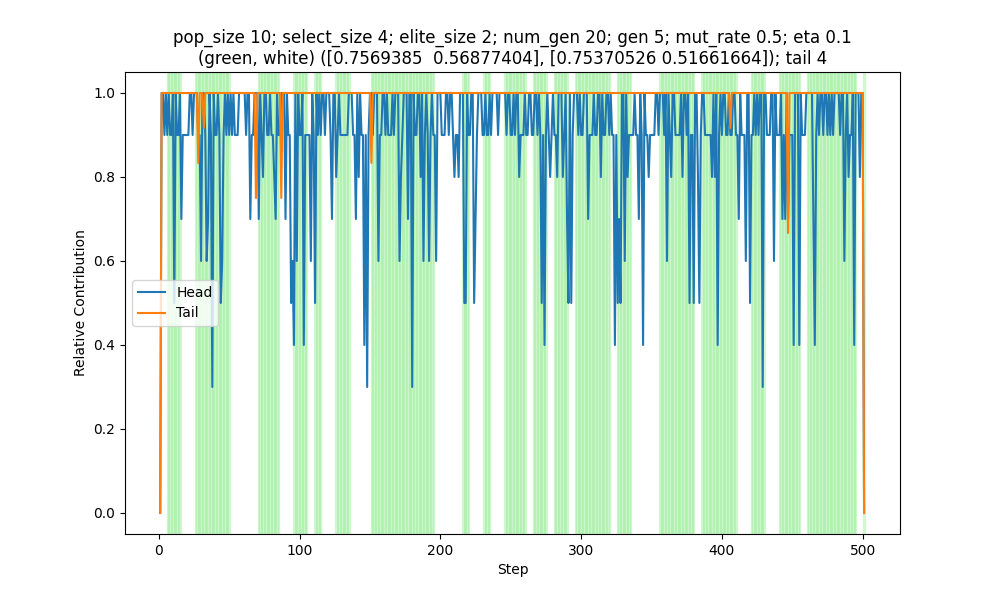 pop_size 10; select_size 4; elite_size 2; num_gen 20; gen 5; mut_rate 0.5; eta 0.1
(green, white) ([0.7569385  0.56877404], [0.75370526 0.51661664]); tail 4
1.0
0.8
0.6
0.4
0.2
0.0
Relative Contribution
Head
Tail
0
100
200
300
400
500
Step